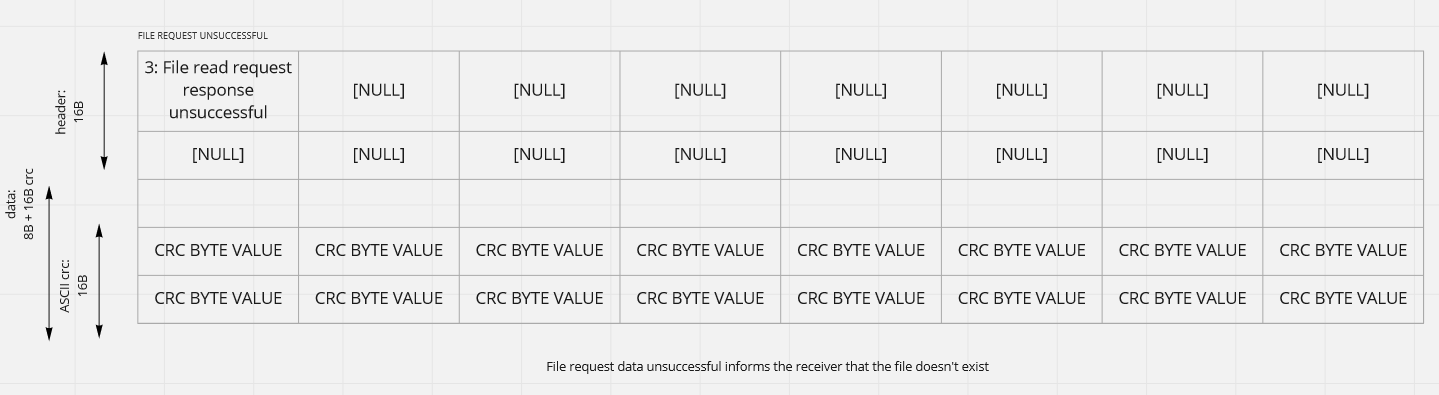 FILE REQUEST UNSUCCESSFUL
3: File read request
response
unsuccessful
[NULL] [NULL] [NULL] [NULL] [NULL] [NULL] [NULL]
header:
16B
[NULL] [NULL] [NULL] [NULL] [NULL] [NULL] [NULL] [NULL]
data:
8B + 16B crc
CRC BYTE VALUE CRC BYTE VALUE CRC BYTE VALUE CRC BYTE VALUE CRC BYTE VALUE CRC BYTE VALUE CRC BYTE VALUE CRC BYTE VALUE
ASCII crc:
16B
CRC BYTE VALUE CRC BYTE VALUE CRC BYTE VALUE CRC BYTE VALUE CRC BYTE VALUE CRC BYTE VALUE CRC BYTE VALUE CRC BYTE VALUE
File request data unsuccessful informs the receiver that the file doesn't exist